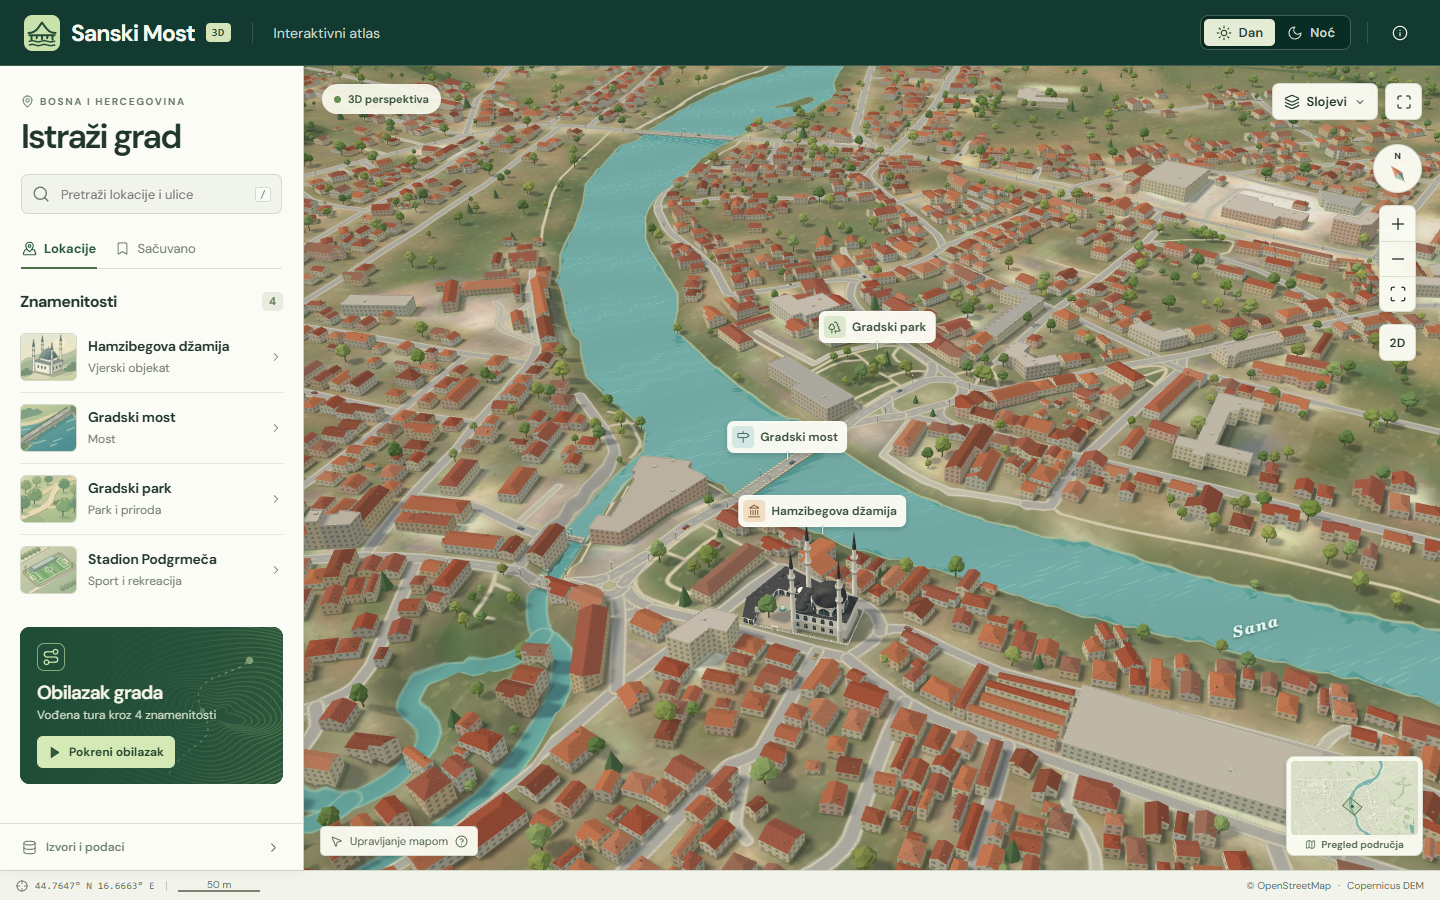 Sanski Most 3D
Interaktivni atlas
Dan
Noć
BOSNA I HERCEGOVINA
Istraži grad
Pretraži lokacije i ulice /
Lokacije
Sačuvano
Znamenitosti 4
Hamzibegova džamija
Vjerski objekat
Gradski most
Most
Gradski park
Park i priroda
Stadion Podgrmeča
Sport i rekreacija
Obilazak grada
Vođena tura kroz 4 znamenitosti
Pokreni obilazak
Izvori i podaci
3D perspektiva
Slojevi
N
+
−
2D
Gradski park
Gradski most
Hamzibegova džamija
Sana
Upravljanje mapom ?
Pregled područja
44.7647° N 16.6663° E
50 m
© OpenStreetMap · Copernicus DEM